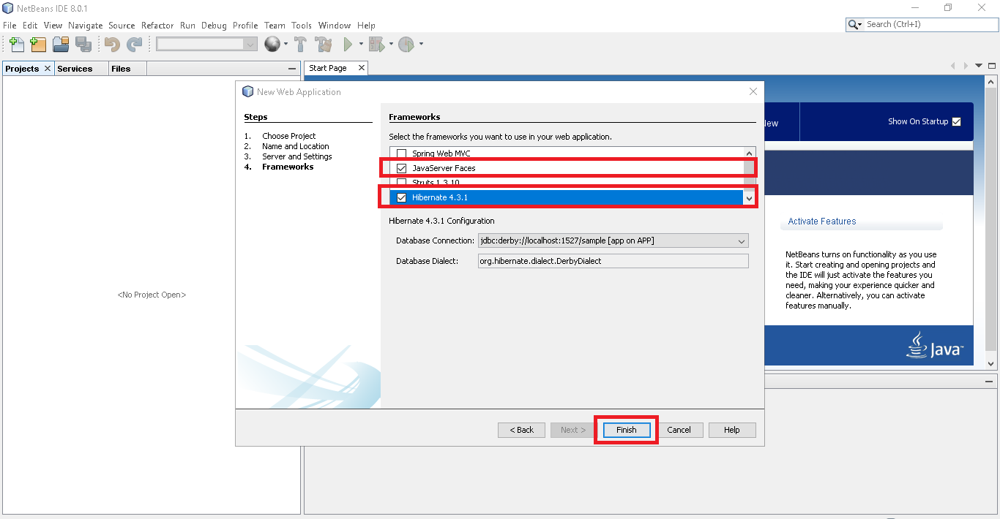 NetBeans IDE 8.0.1
File Edit View Navigate Source Refactor Run Debug Profile Team Tools Window Help
Search (Ctrl+I)
Projects Services Files
Start Page
New Web Application
Steps
1. Choose Project
2. Name and Location
3. Server and Settings
4. Frameworks
Frameworks
Select the frameworks you want to use in your web application.
Spring Web MVC
JavaServer Faces
Struts 1.3.10
Hibernate 4.3.1
Hibernate 4.3.1 Configuration
Database Connection: jdbc:derby://localhost:1527/sample [app on APP]
Database Dialect: org.hibernate.dialect.DerbyDialect
< Back Next > Finish Cancel Help
<No Project Open>
Show On Startup
Activate Features
NetBeans turns on functionality as you use
it. Start creating and opening projects and
the IDE will just activate the features you
need, making your experience quicker and
cleaner. Alternatively, you can activate
features manually.
Java™